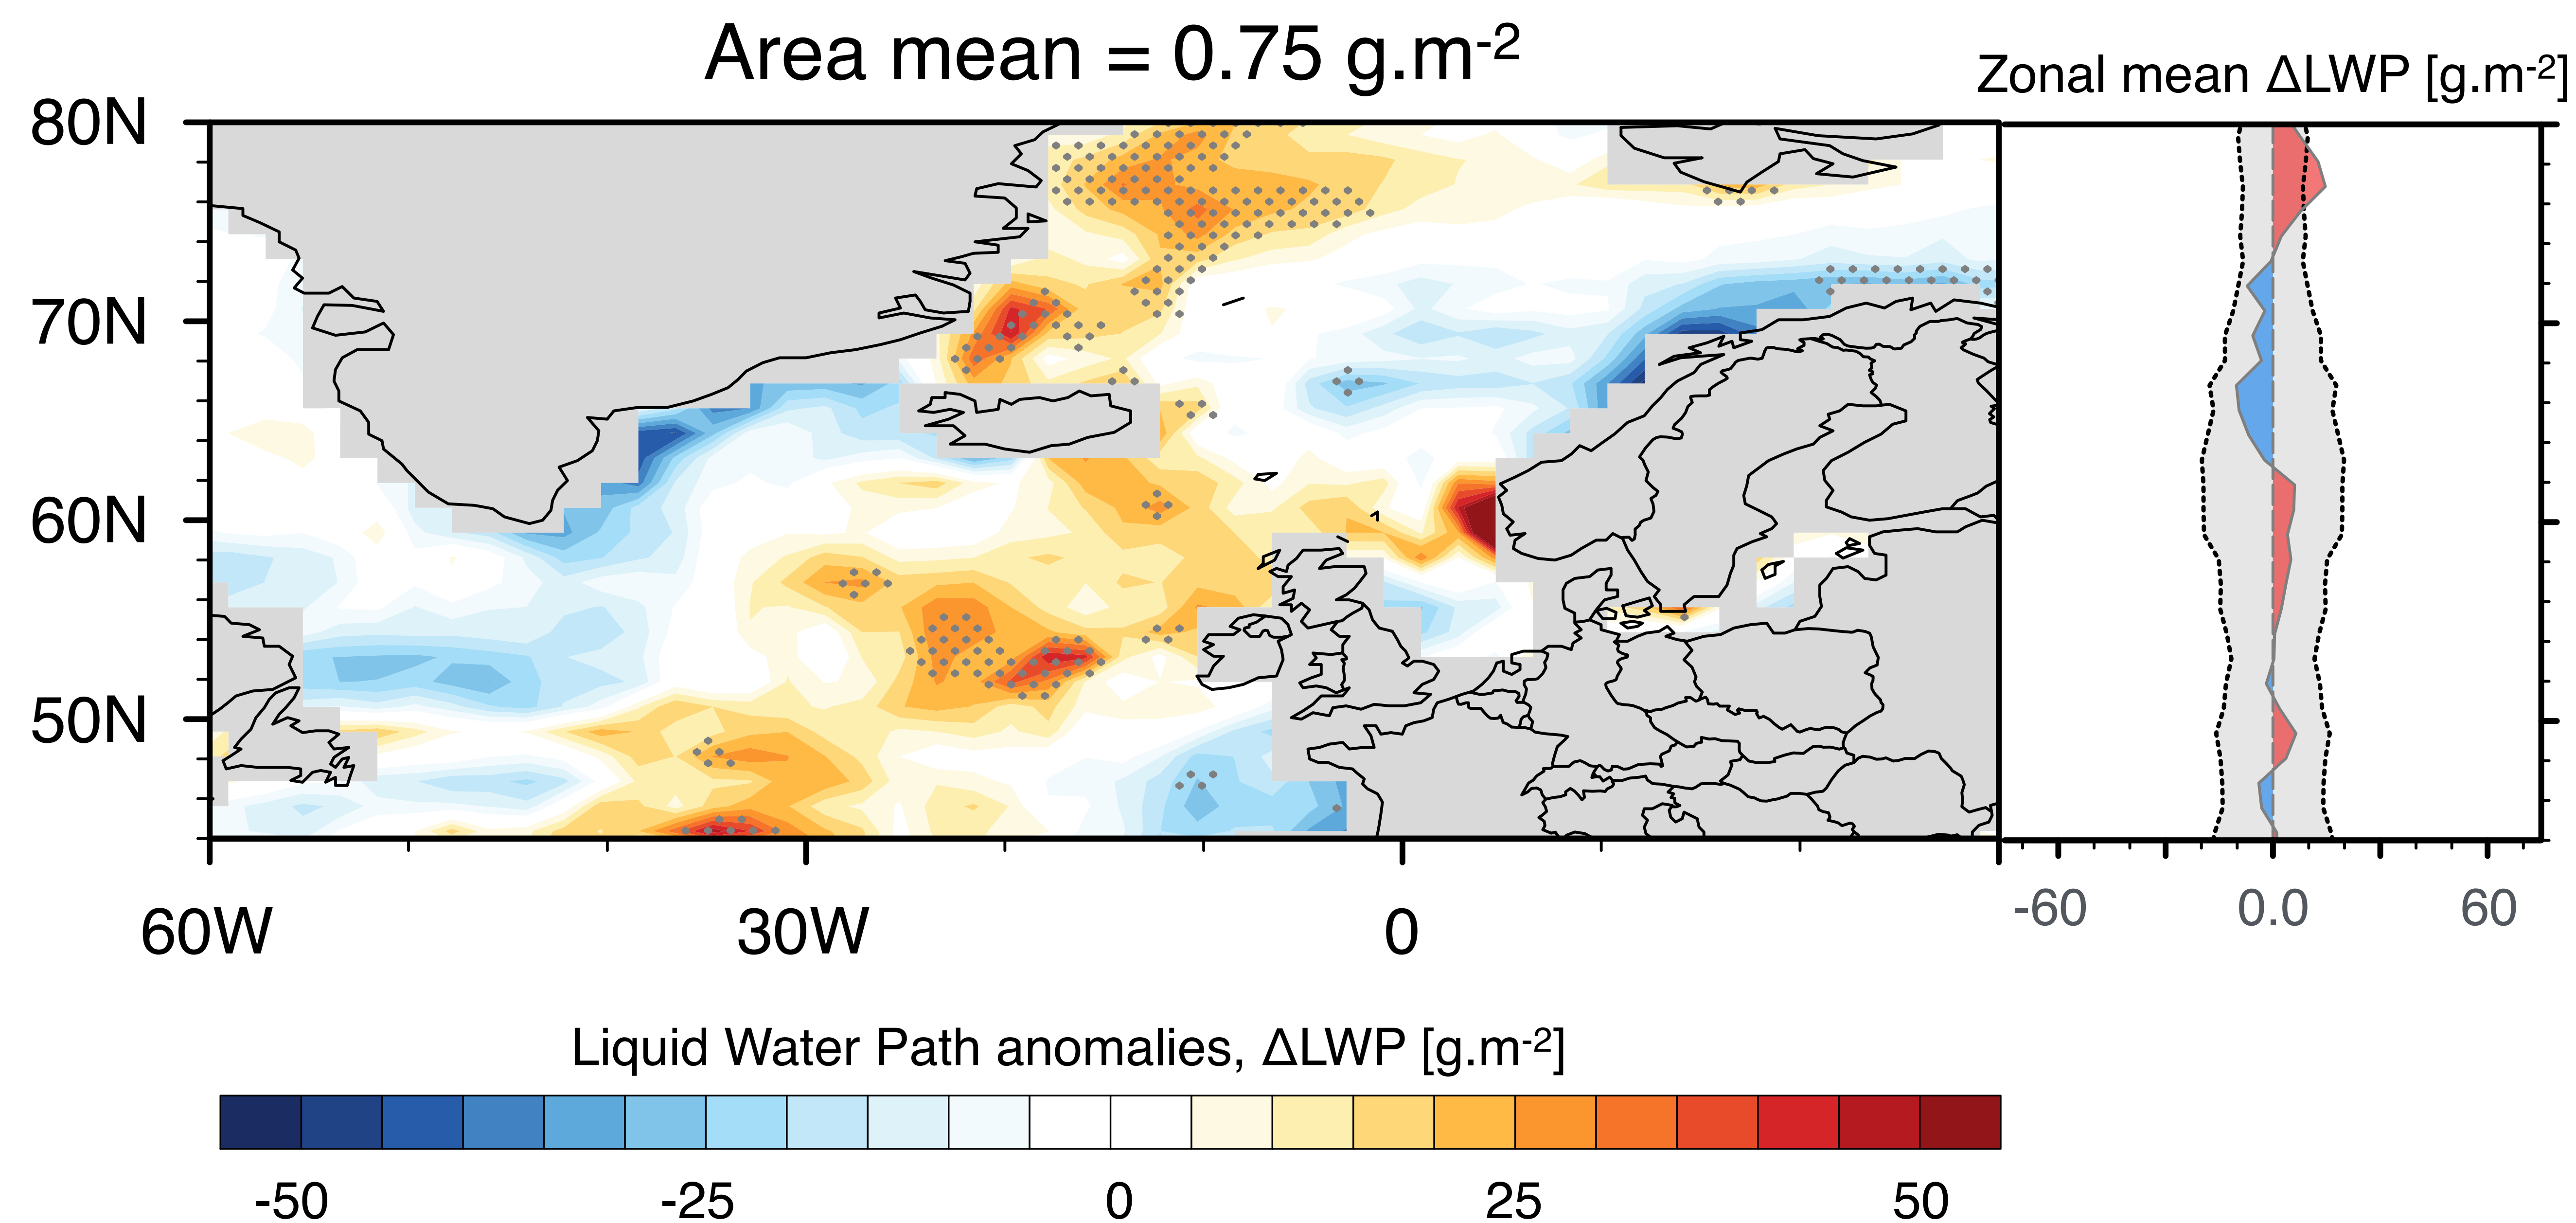 Area mean = 0.75 g.m-2
Zonal mean ΔLWP [g.m-2]
80N
70N
60N
50N
60W 30W 0
-60 0.0 60
Liquid Water Path anomalies, ΔLWP [g.m-2]
-50 -25 0 25 50